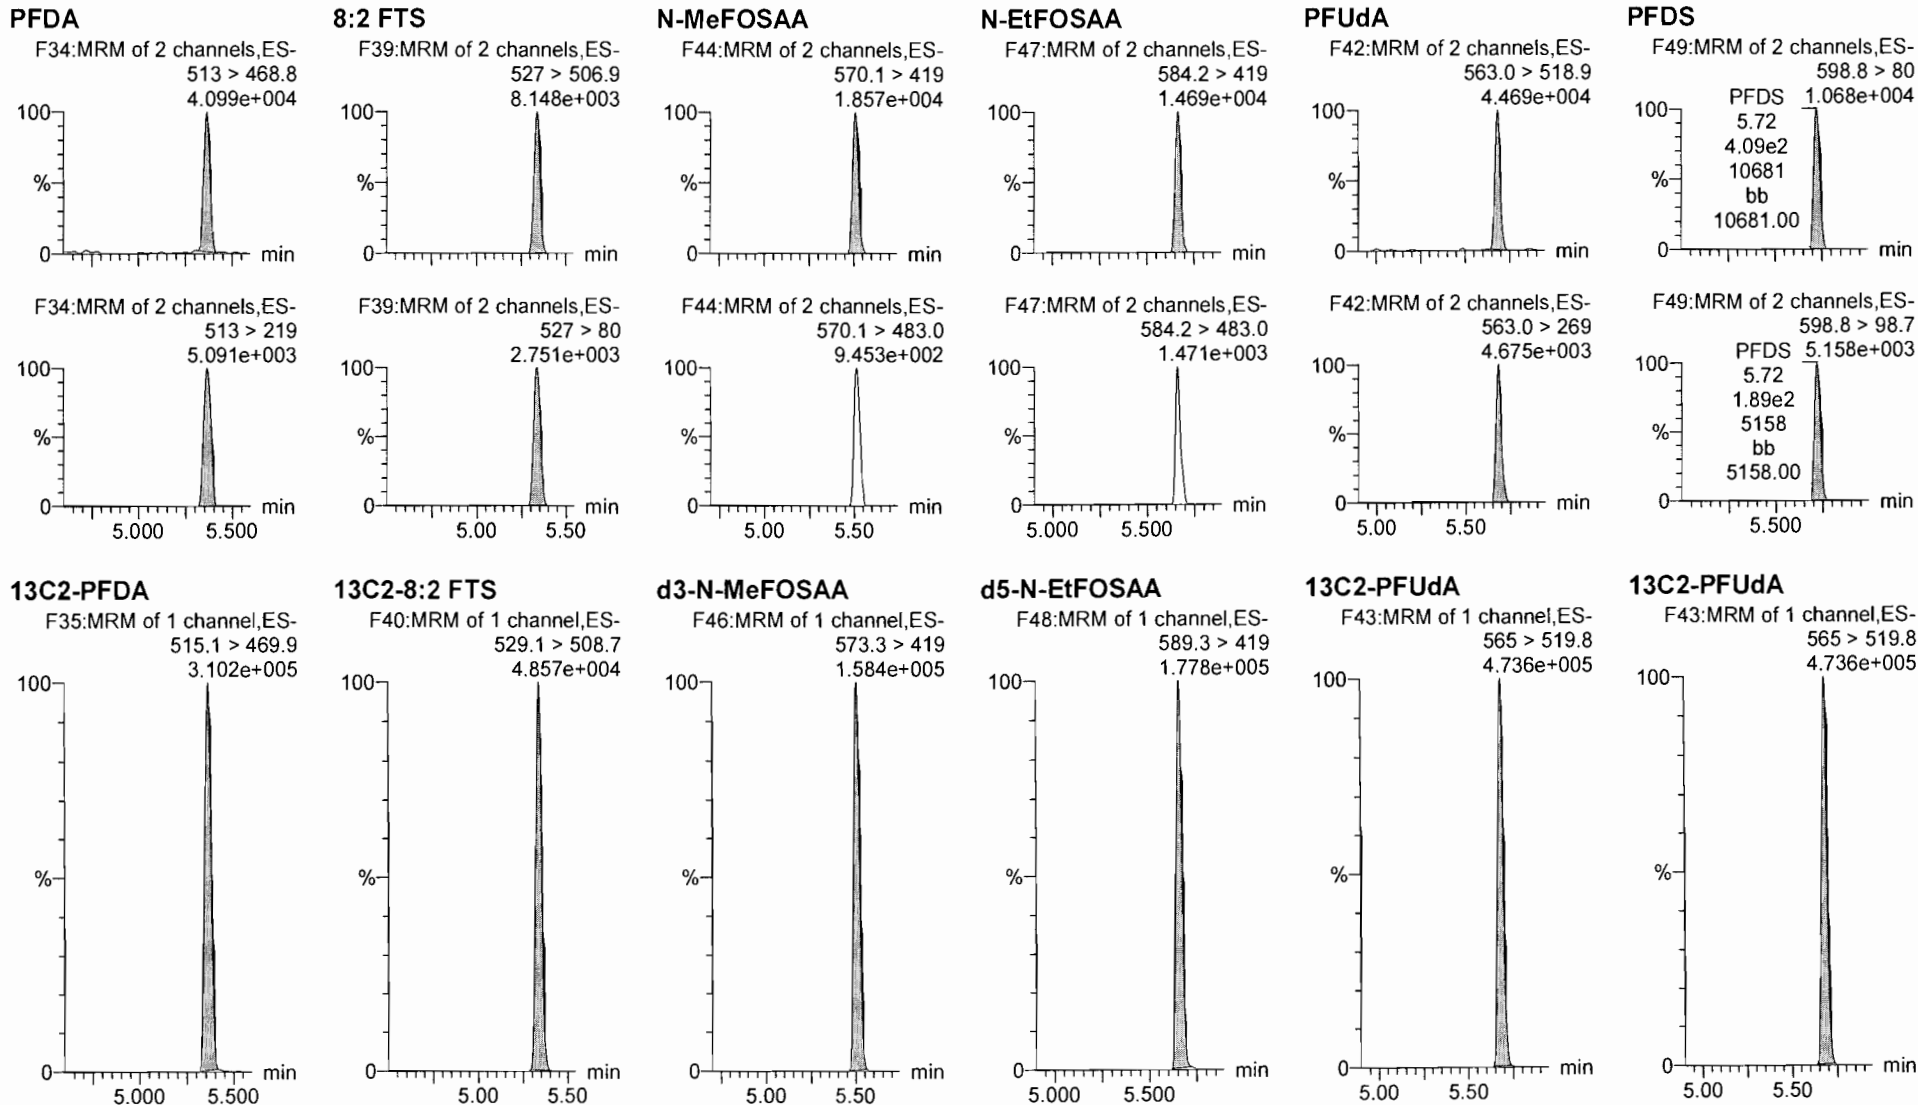 PFDA
F34:MRM of 2 channels,ES-
513 > 468.8
4.099e+004
100
%
0
min
F34:MRM of 2 channels,ES-
513 > 219
5.091e+003
100
%
0
min
5.000 5.500
8:2 FTS
F39:MRM of 2 channels,ES-
527 > 506.9
8.148e+003
100
%
0
min
F39:MRM of 2 channels,ES-
527 > 80
2.751e+003
100
%
0
min
5.00 5.50
N-MeFOSAA
F44:MRM of 2 channels,ES-
570.1 > 419
1.857e+004
100
%
0
min
F44:MRM of 2 channels,ES-
570.1 > 483.0
9.453e+002
100
%
0
min
5.00 5.50
N-EtFOSAA
F47:MRM of 2 channels,ES-
584.2 > 419
1.469e+004
100
%
0
min
F47:MRM of 2 channels,ES-
584.2 > 483.0
1.471e+003
100
%
0
min
5.000 5.500
PFUdA
F42:MRM of 2 channels,ES-
563.0 > 518.9
4.469e+004
100
%
0
min
F42:MRM of 2 channels,ES-
563.0 > 269
4.675e+003
100
%
0
min
5.00 5.50
PFDS
F49:MRM of 2 channels,ES-
598.8 > 80
1.068e+004
100
PFDS
5.72
4.09e2
10681
bb
10681.00
%
0
min
F49:MRM of 2 channels,ES-
598.8 > 98.7
5.158e+003
100
PFDS
5.72
1.89e2
5158
bb
5158.00
%
0
min
5.500
13C2-PFDA
F35:MRM of 1 channel,ES-
515.1 > 469.9
3.102e+005
100
%
0
min
5.000 5.500
13C2-8:2 FTS
F40:MRM of 1 channel,ES-
529.1 > 508.7
4.857e+004
100
%
0
min
5.00 5.50
d3-N-MeFOSAA
F46:MRM of 1 channel,ES-
573.3 > 419
1.584e+005
100
%
0
min
5.00 5.50
d5-N-EtFOSAA
F48:MRM of 1 channel,ES-
589.3 > 419
1.778e+005
100
%
0
min
5.000 5.500
13C2-PFUdA
F43:MRM of 1 channel,ES-
565 > 519.8
4.736e+005
100
%
0
min
5.00 5.50
13C2-PFUdA
F43:MRM of 1 channel,ES-
565 > 519.8
4.736e+005
100
%
0
min
5.00 5.50